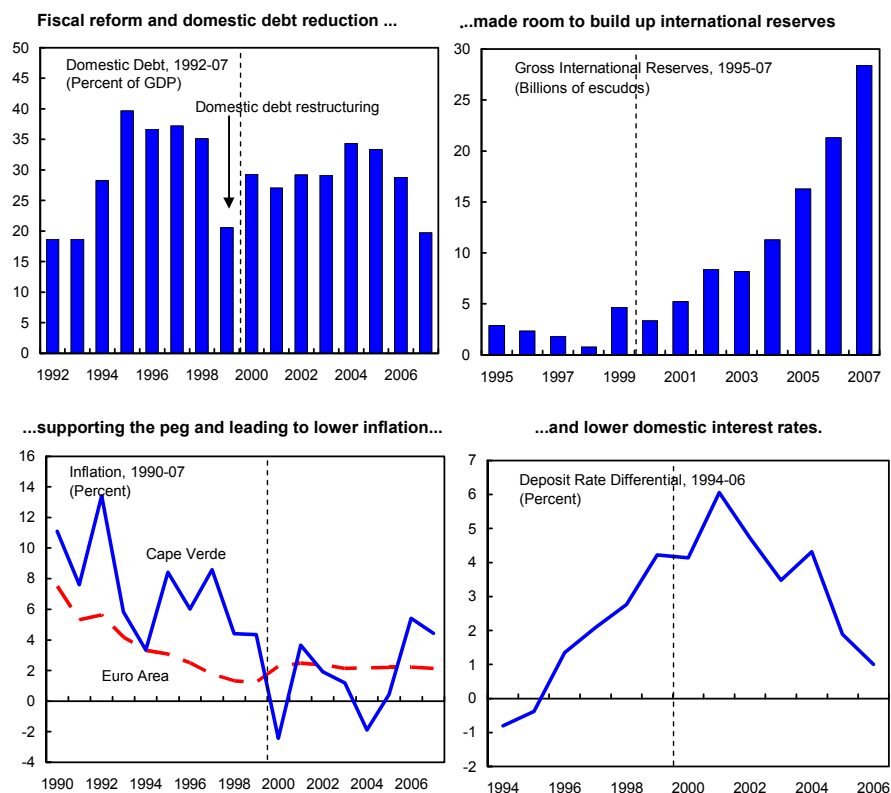 Fiscal reform and domestic debt reduction ...
50
45
40
35
30
25
20
15
10
5
0
Domestic Debt, 1992-07
(Percent of GDP)
Domestic debt restructuring
1992 1994 1996 1998 2000 2002 2004 2006
...made room to build up international reserves
30
25
20
15
10
5
0
Gross International Reserves, 1995-07
(Billions of escudos)
1995 1997 1999 2001 2003 2005 2007
...supporting the peg and leading to lower inflation...
16
14
12
10
8
6
4
2
0
-2
-4
Inflation, 1990-07
(Percent)
Cape Verde
Euro Area
1990 1992 1994 1996 1998 2000 2002 2004 2006
...and lower domestic interest rates.
7
6
5
4
3
2
1
0
-1
-2
Deposit Rate Differential, 1994-06
(Percent)
1994 1996 1998 2000 2002 2004 2006